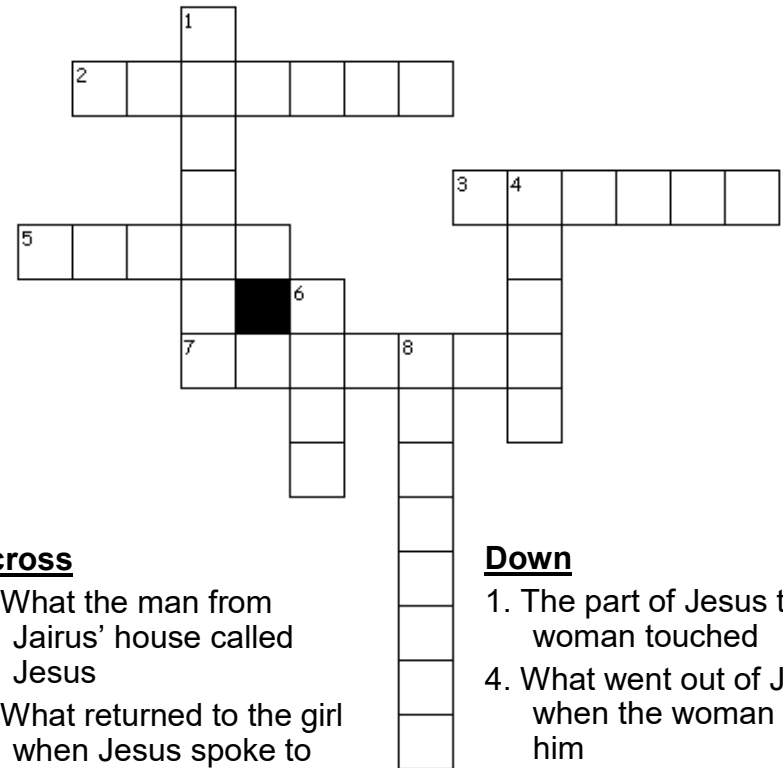 1
2
3 4
5
6
7 8
cross
What the man from
Jairus’ house called
Jesus
What returned to the girl
when Jesus spoke to
Down
1. The part of Jesus t
woman touched
4. What went out of J
when the woman
him